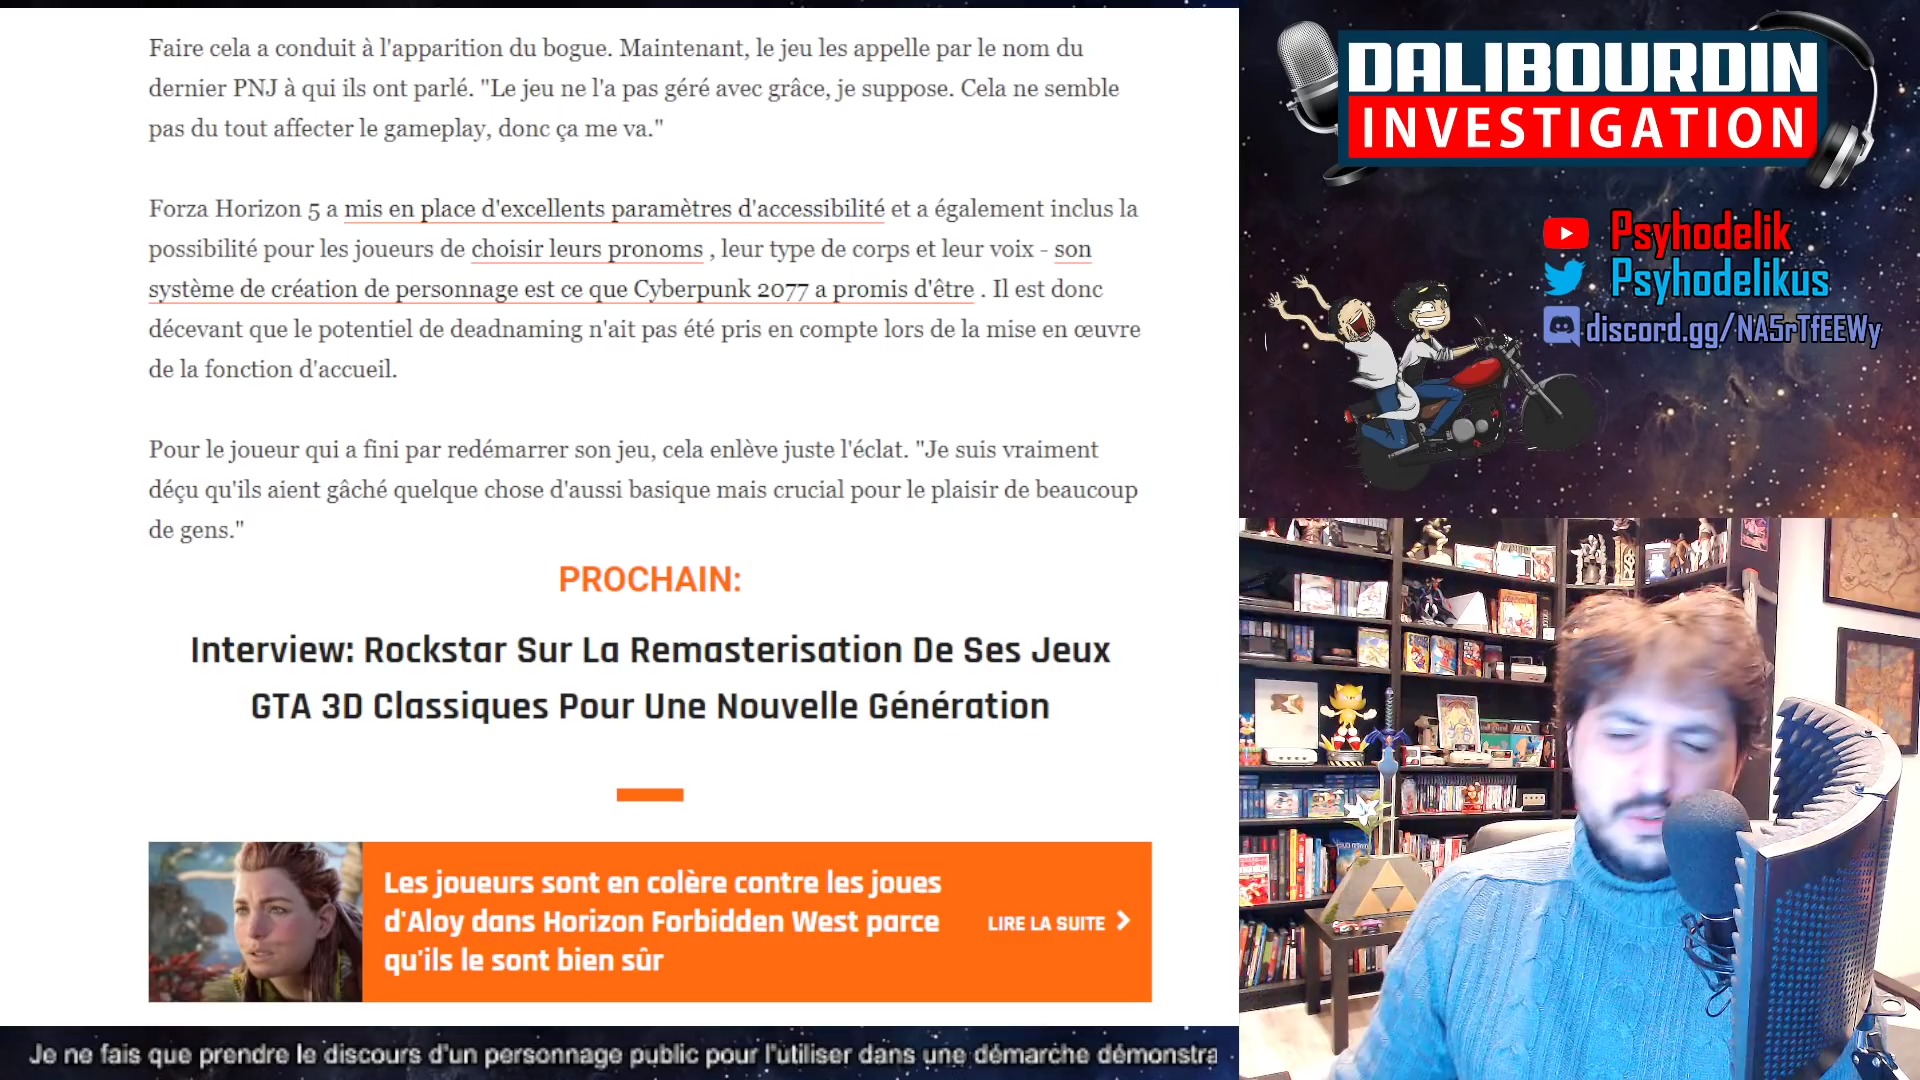 Faire cela a conduit à l'apparition du bogue. Maintenant, le jeu les appelle par le nom du
dernier PNJ à qui ils ont parlé. "Le jeu ne l'a pas géré avec grâce, je suppose. Cela ne semble
pas du tout affecter le gameplay, donc ça me va."
Forza Horizon 5 a mis en place d'excellents paramètres d'accessibilité et a également inclus la
possibilité pour les joueurs de choisir leurs pronoms , leur type de corps et leur voix - son
système de création de personnage est ce que Cyberpunk 2077 a promis d'être . Il est donc
décevant que le potentiel de deadnaming n'ait pas été pris en compte lors de la mise en œuvre
de la fonction d'accueil.
Pour le joueur qui a fini par redémarrer son jeu, cela enlève juste l'éclat. "Je suis vraiment
déçu qu'ils aient gâché quelque chose d'aussi basique mais crucial pour le plaisir de beaucoup
de gens."
PROCHAIN:
Interview: Rockstar Sur La Remasterisation De Ses Jeux
GTA 3D Classiques Pour Une Nouvelle Génération
Les joueurs sont en colère contre les joues
d'Aloy dans Horizon Forbidden West parce
qu'ils le sont bien sûr
LIRE LA SUITE
Je ne fais que prendre le discours d'un personnage public pour l'utiliser dans une démarche démonstra
DALIBOURDIN
INVESTIGATION
Psyhodelik
Psyhodelikus
discord.gg/NA5rTfEEWy